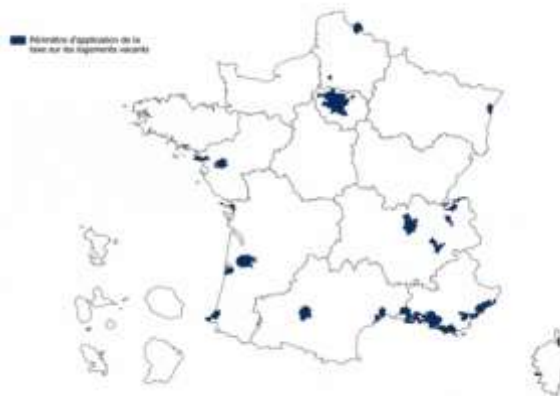 Périmètre d'application de la
taxe sur les logements vacants